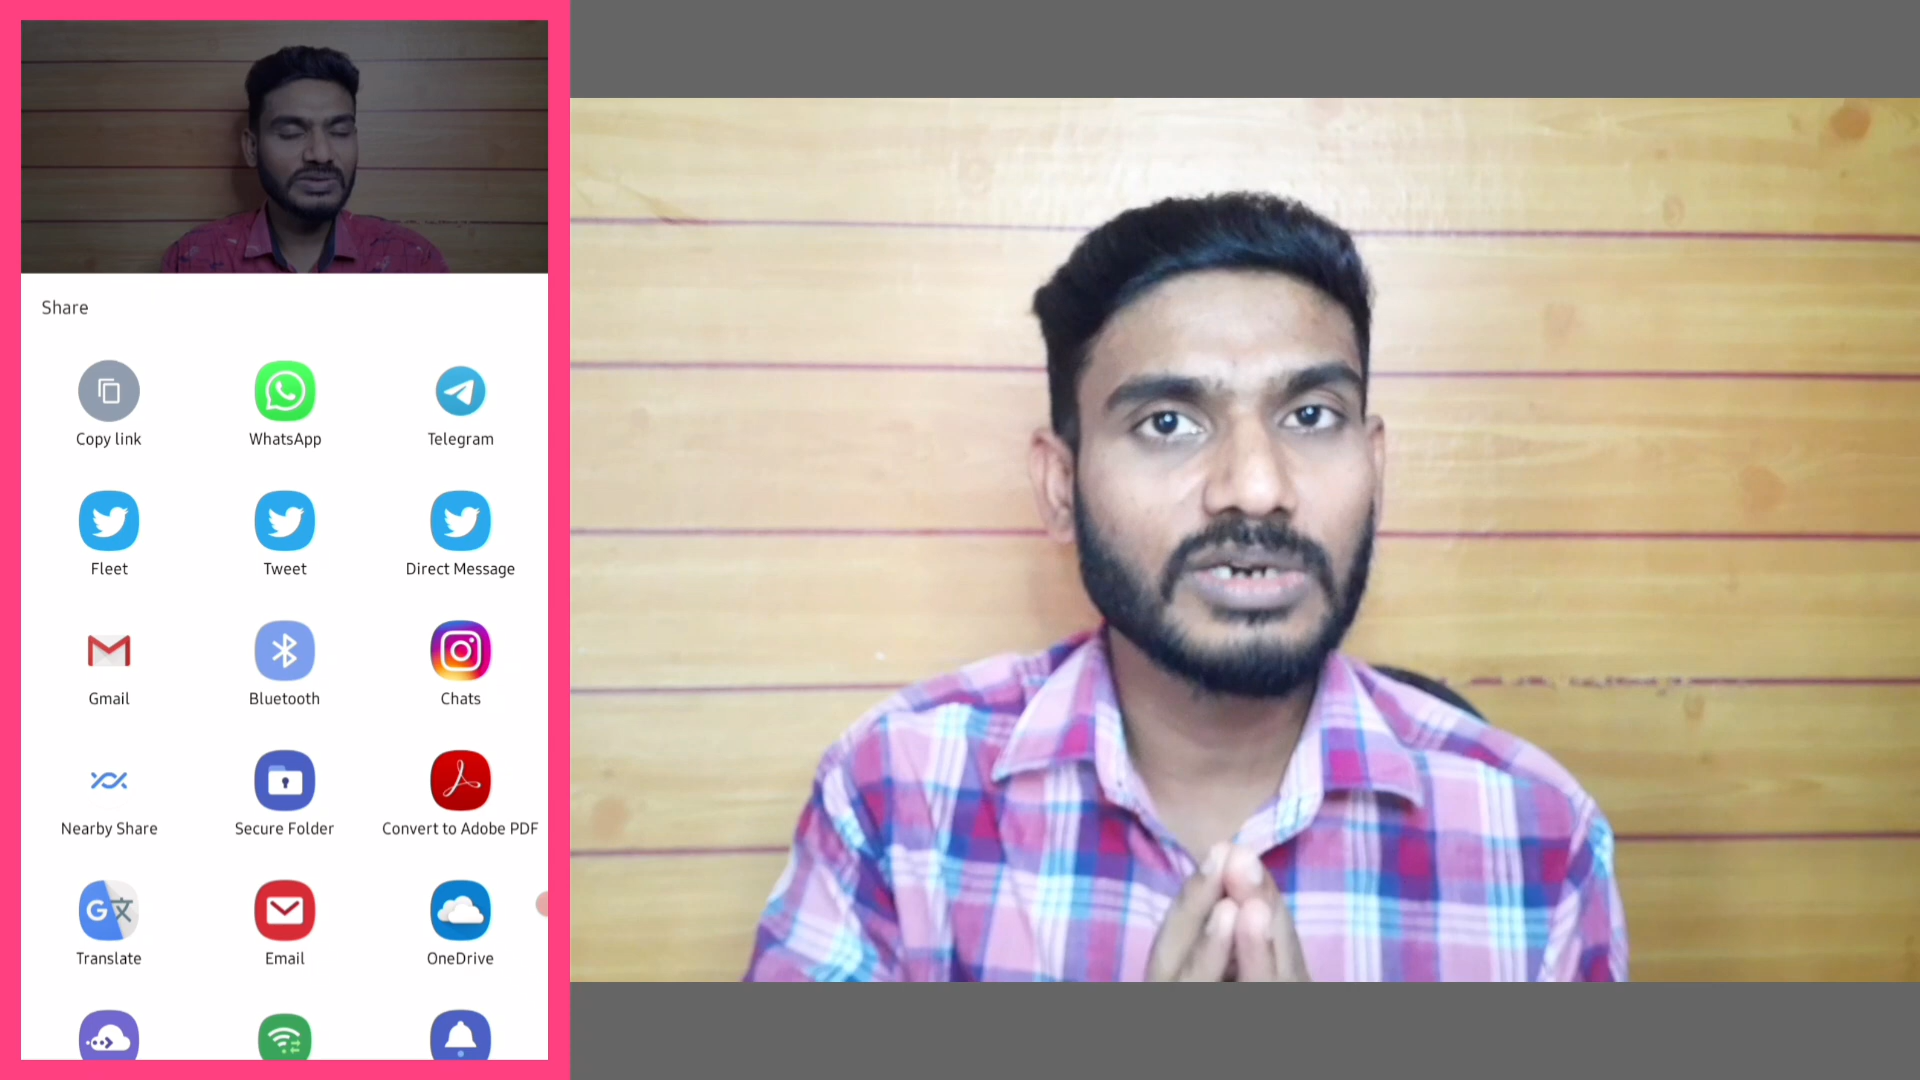 Share
Copy link
WhatsApp
Telegram
Fleet
Tweet
Direct Message
Gmail
Bluetooth
Chats
Nearby Share
Secure Folder
Convert to Adobe PDF
Translate
Email
OneDrive